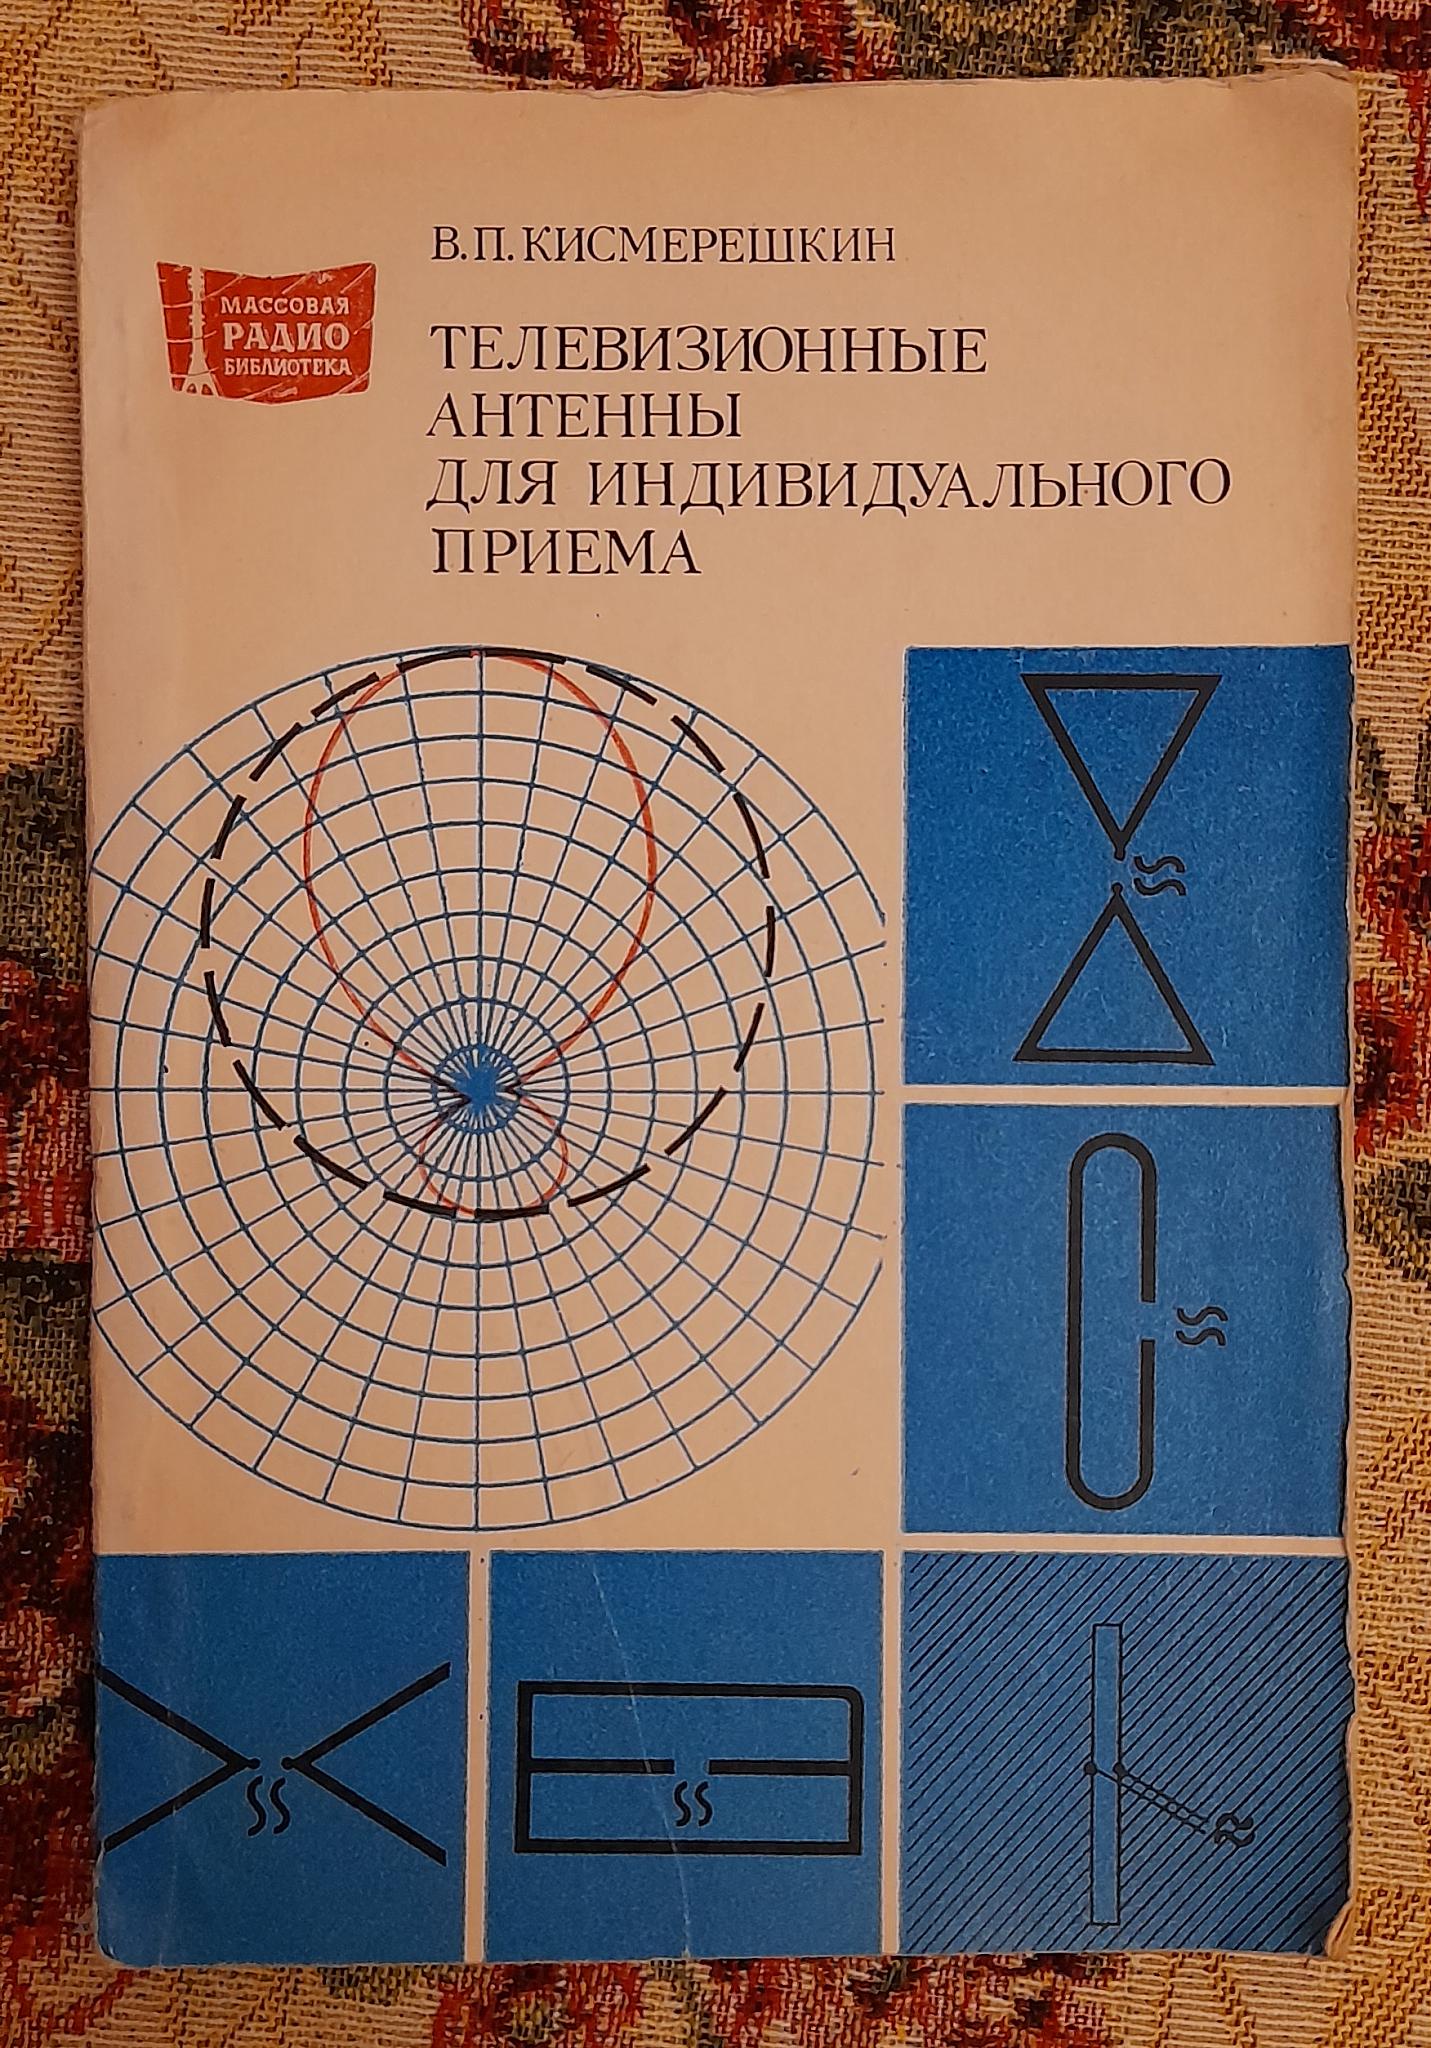 В.П.КИСМЕРЕШКИН
МАССОВАЯ
РАДИО
БИБЛИОТЕКА
ТЕЛЕВИЗИОННЫЕ
АНТЕННЫ
ДЛЯ ИНДИВИДУАЛЬНОГО
ПРИЕМА